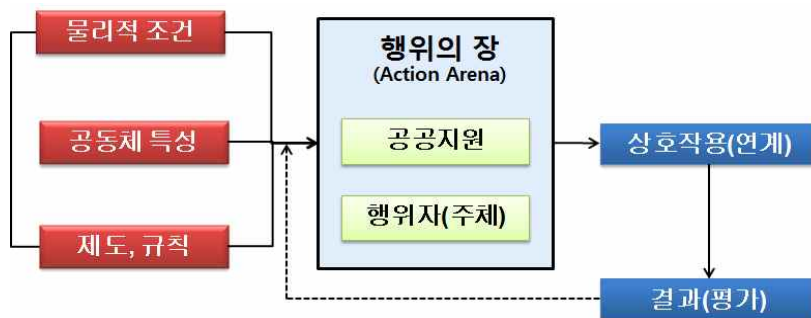 물리적 조건
공동체 특성
제도, 규칙
행위의 장
(Action Arena)
공공지원
행위자(주체)
상호작용(연계)
결과(평가)